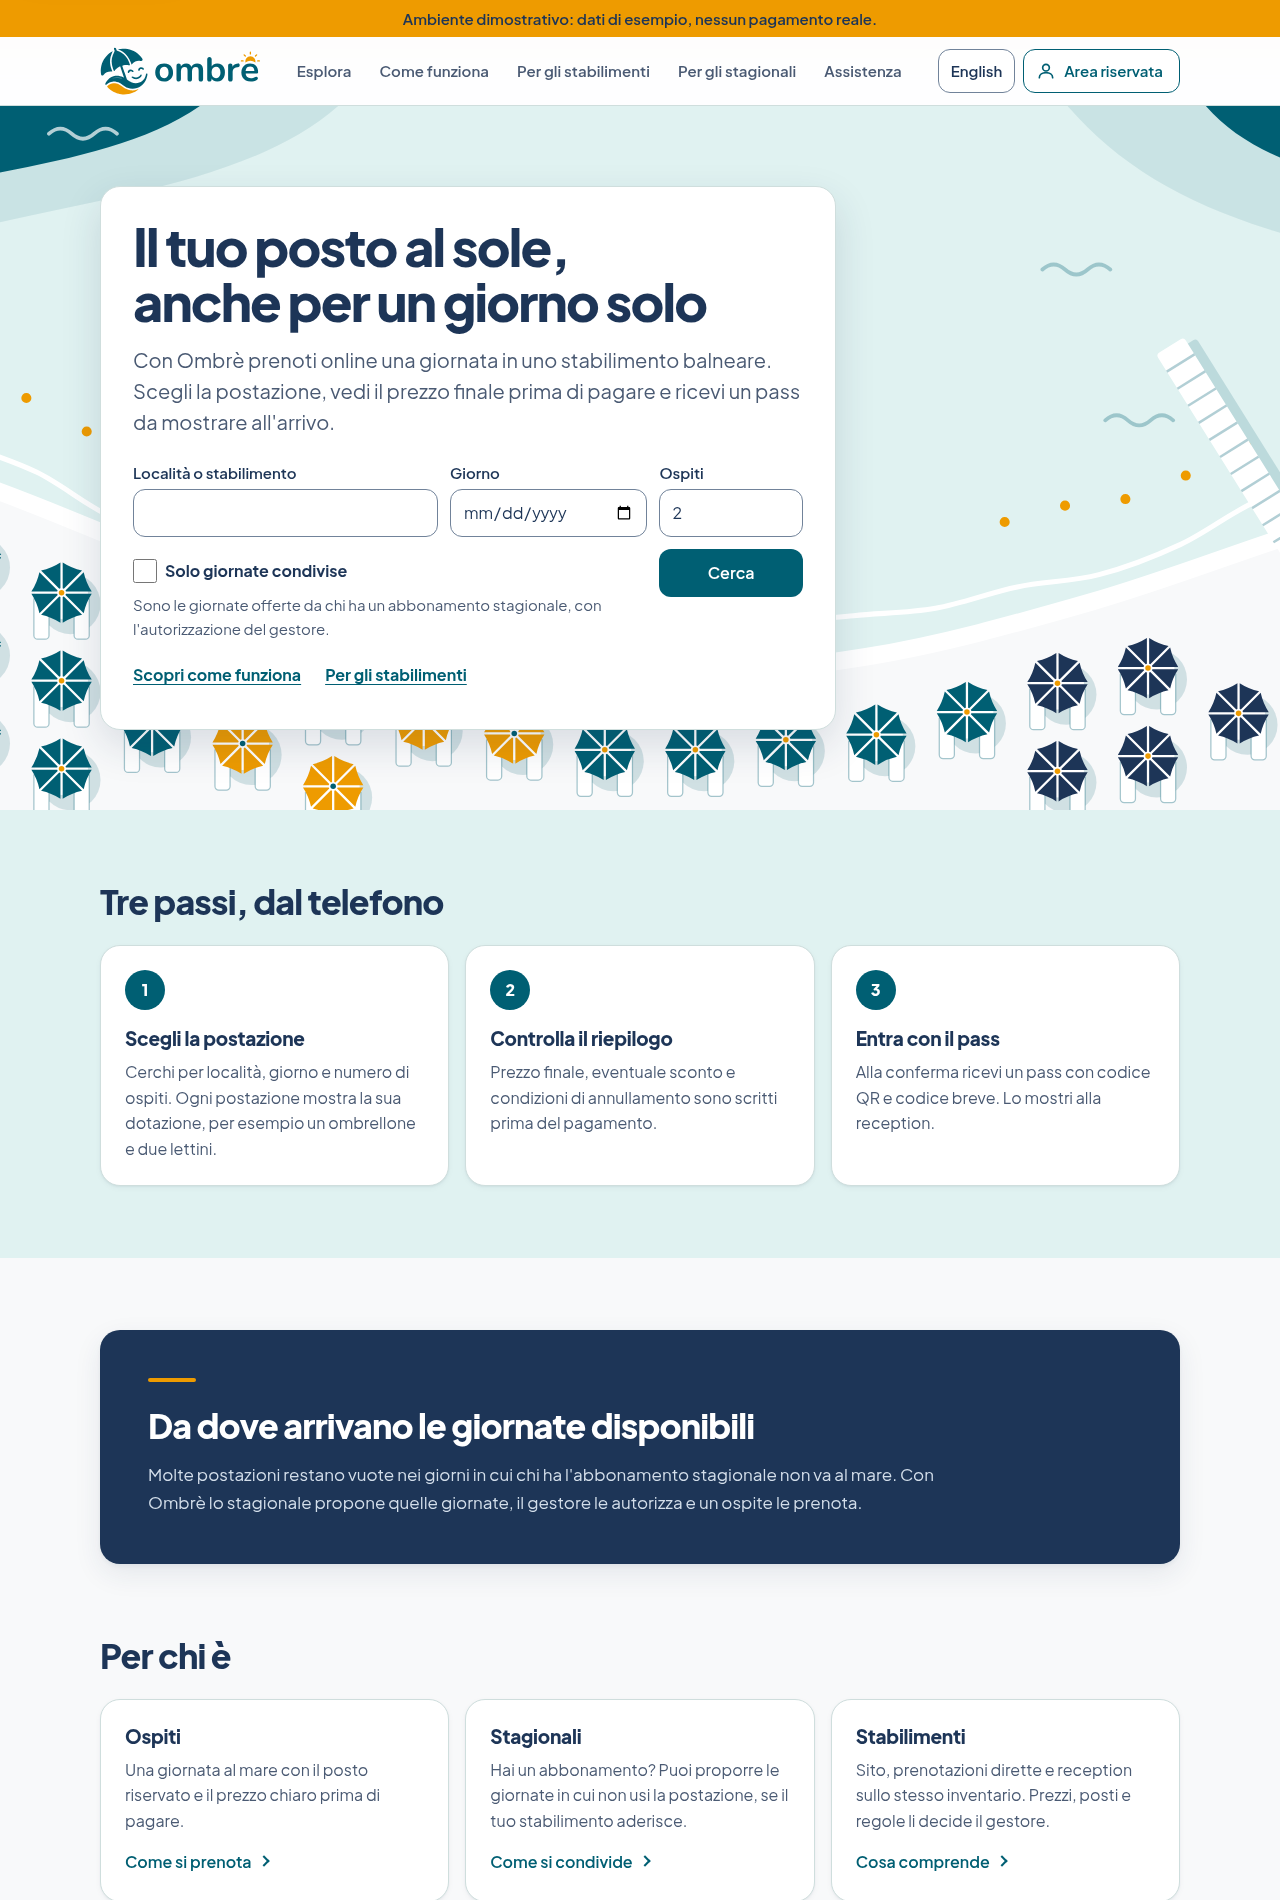 Ambiente dimostrativo: dati di esempio, nessun pagamento reale.
ombrè
Esplora
Come funziona
Per gli stabilimenti
Per gli stagionali
Assistenza
English
Area riservata
Il tuo posto al sole,
anche per un giorno solo
Con Ombrè prenoti online una giornata in uno stabilimento balneare.
Scegli la postazione, vedi il prezzo finale prima di pagare e ricevi un pass
da mostrare all'arrivo.
Località o stabilimento
Giorno
Ospiti
mm/dd/yyyy
2
Solo giornate condivise
Cerca
Sono le giornate offerte da chi ha un abbonamento stagionale, con
l'autorizzazione del gestore.
Scopri come funziona
Per gli stabilimenti
Tre passi, dal telefono
1
Scegli la postazione
Cerchi per località, giorno e numero di
ospiti. Ogni postazione mostra la sua
dotazione, per esempio un ombrellone
e due lettini.
2
Controlla il riepilogo
Prezzo finale, eventuale sconto e
condizioni di annullamento sono scritti
prima del pagamento.
3
Entra con il pass
Alla conferma ricevi un pass con codice
QR e codice breve. Lo mostri alla
reception.
Da dove arrivano le giornate disponibili
Molte postazioni restano vuote nei giorni in cui chi ha l'abbonamento stagionale non va al mare. Con
Ombrè lo stagionale propone quelle giornate, il gestore le autorizza e un ospite le prenota.
Per chi è
Ospiti
Una giornata al mare con il posto
riservato e il prezzo chiaro prima di
pagare.
Come si prenota
Stagionali
Hai un abbonamento? Puoi proporre le
giornate in cui non usi la postazione, se il
tuo stabilimento aderisce.
Come si condivide
Stabilimenti
Sito, prenotazioni dirette e reception
sullo stesso inventario. Prezzi, posti e
regole li decide il gestore.
Cosa comprende